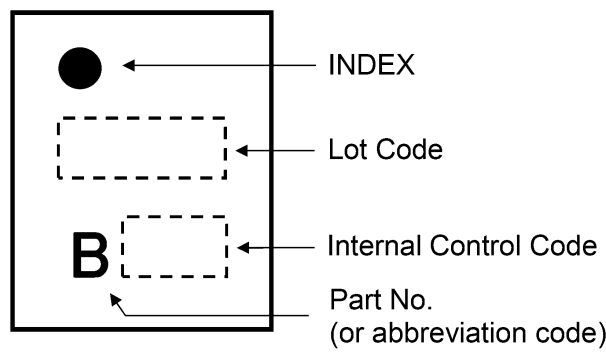 INDEX
Lot Code
B
Internal Control Code
Part No.
(or abbreviation code)